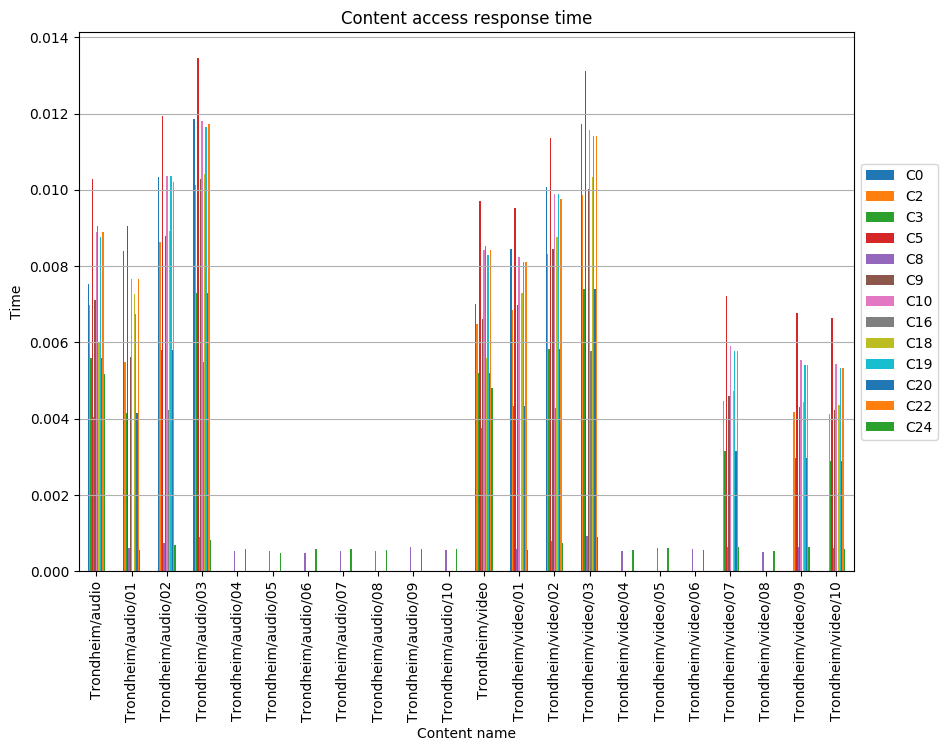 Content access response time
0.014
0.012
0.010
0.008
0.006
0.004
0.002
0.000
Time
C0
C2
C3
C5
C8
C9
C10
C16
C18
C19
C20
C22
C24
Trondheim/audio
Trondheim/audio/01
Trondheim/audio/02
Trondheim/audio/03
Trondheim/audio/04
Trondheim/audio/05
Trondheim/audio/06
Trondheim/audio/07
Trondheim/audio/08
Trondheim/audio/09
Trondheim/audio/10
Trondheim/video
Trondheim/video/01
Trondheim/video/02
Trondheim/video/03
Trondheim/video/04
Trondheim/video/05
Trondheim/video/06
Trondheim/video/07
Trondheim/video/08
Trondheim/video/09
Trondheim/video/10
Content name